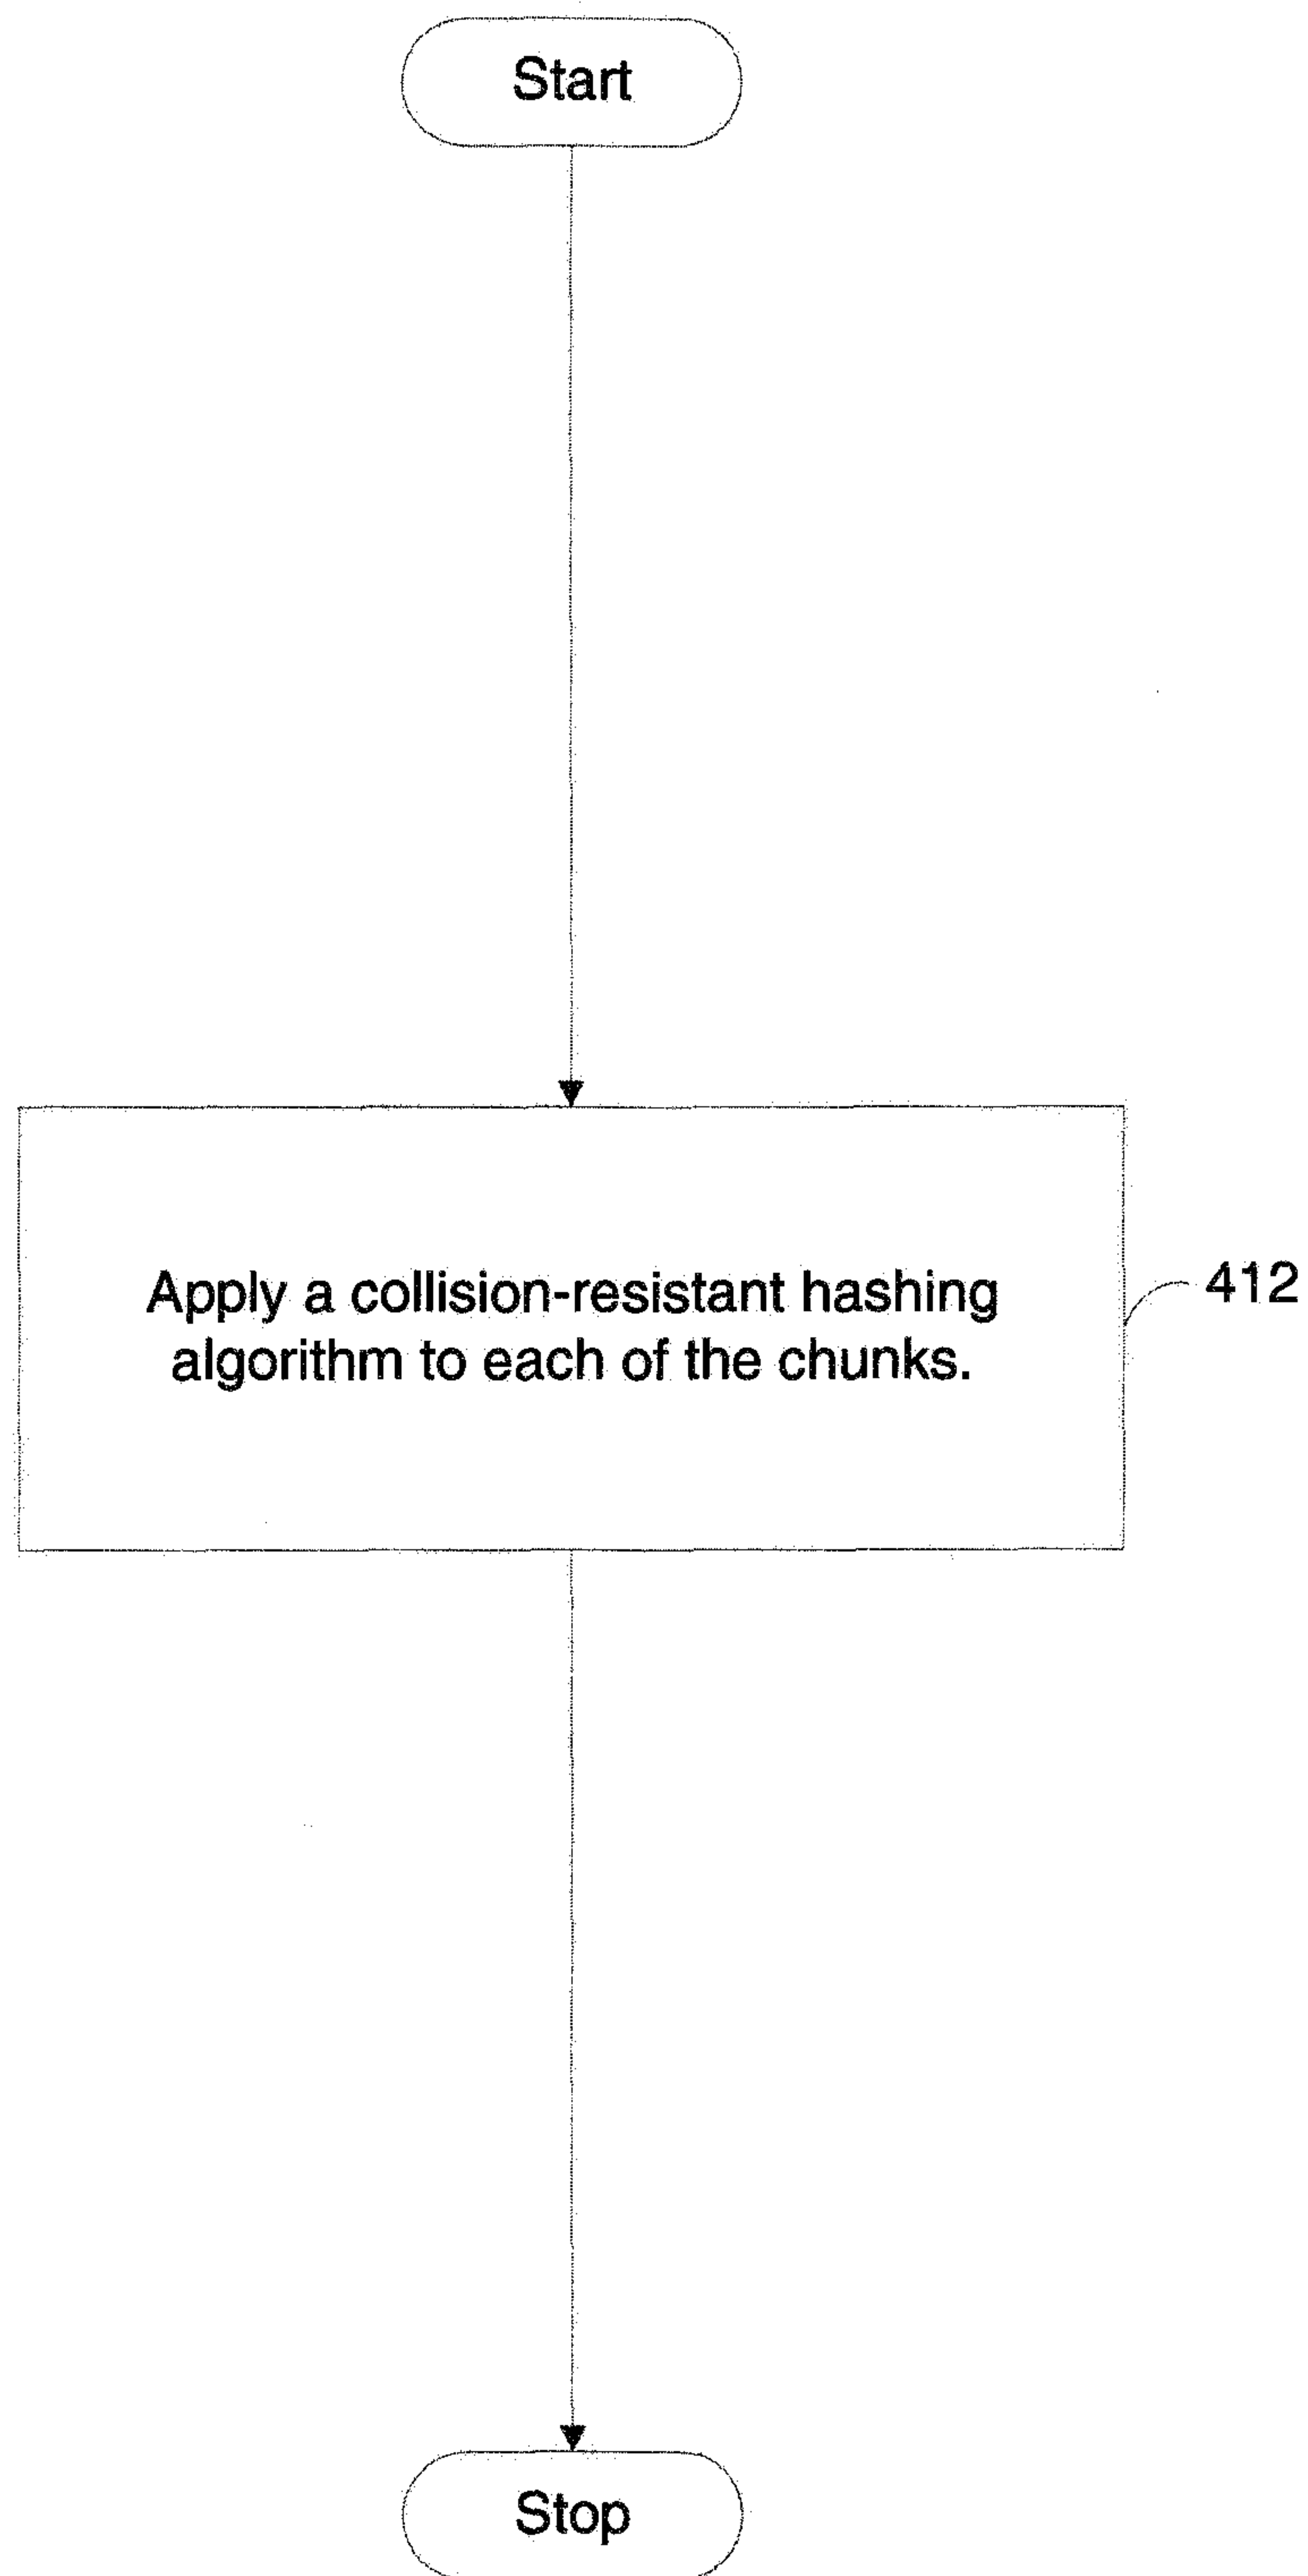 Start
Apply a collision-resistant hashing
algorithm to each of the chunks.
412
Stop